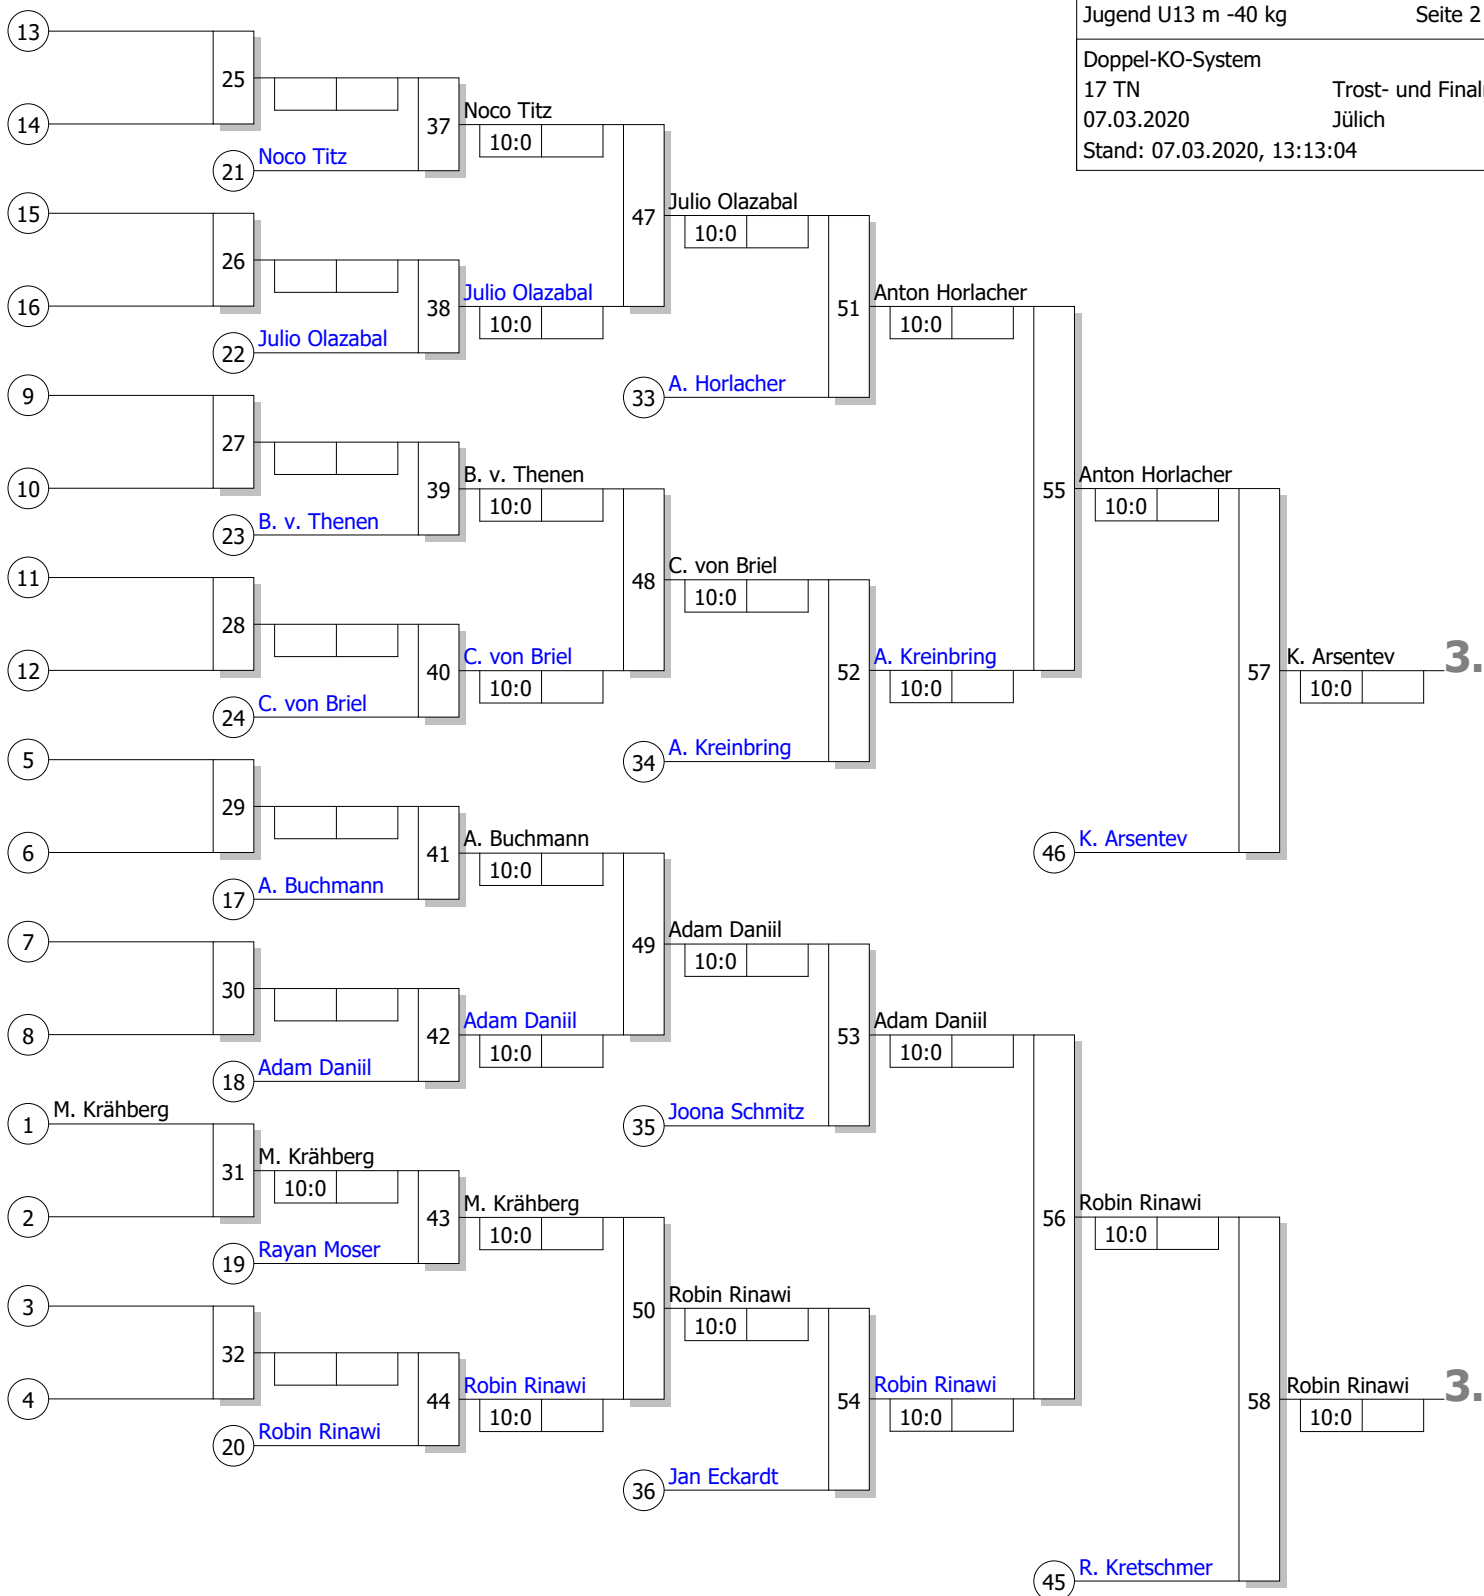 Jugend U13 m -40 kg Seite 2
Doppel-KO-System
17 TN Trost- und Final
07.03.2020 Jülich
Stand: 07.03.2020, 13:13:04
13
25
14
37
Noco Titz
10:0
21
Noco Titz
15
26
16
38
Julio Olazabal
10:0
22
Julio Olazabal
47
Julio Olazabal
10:0
51
Anton Horlacher
10:0
33
A. Horlacher
9
27
10
39
B. v. Thenen
10:0
23
B. v. Thenen
11
28
12
40
C. von Briel
10:0
24
C. von Briel
48
C. von Briel
10:0
52
A. Kreinbring
10:0
34
A. Kreinbring
55
Anton Horlacher
10:0
57
K. Arsentev
10:0
3.
46
K. Arsentev
5
29
6
41
A. Buchmann
10:0
17
A. Buchmann
7
30
8
42
Adam Daniil
10:0
18
Adam Daniil
49
Adam Daniil
10:0
53
Adam Daniil
10:0
35
Joona Schmitz
1
M. Krähberg
31
M. Krähberg
10:0
2
43
M. Krähberg
10:0
19
Rayan Moser
3
32
4
44
Robin Rinawi
10:0
20
Robin Rinawi
50
Robin Rinawi
10:0
54
Robin Rinawi
10:0
36
Jan Eckardt
56
Robin Rinawi
10:0
58
Robin Rinawi
10:0
3.
45
R. Kretschmer